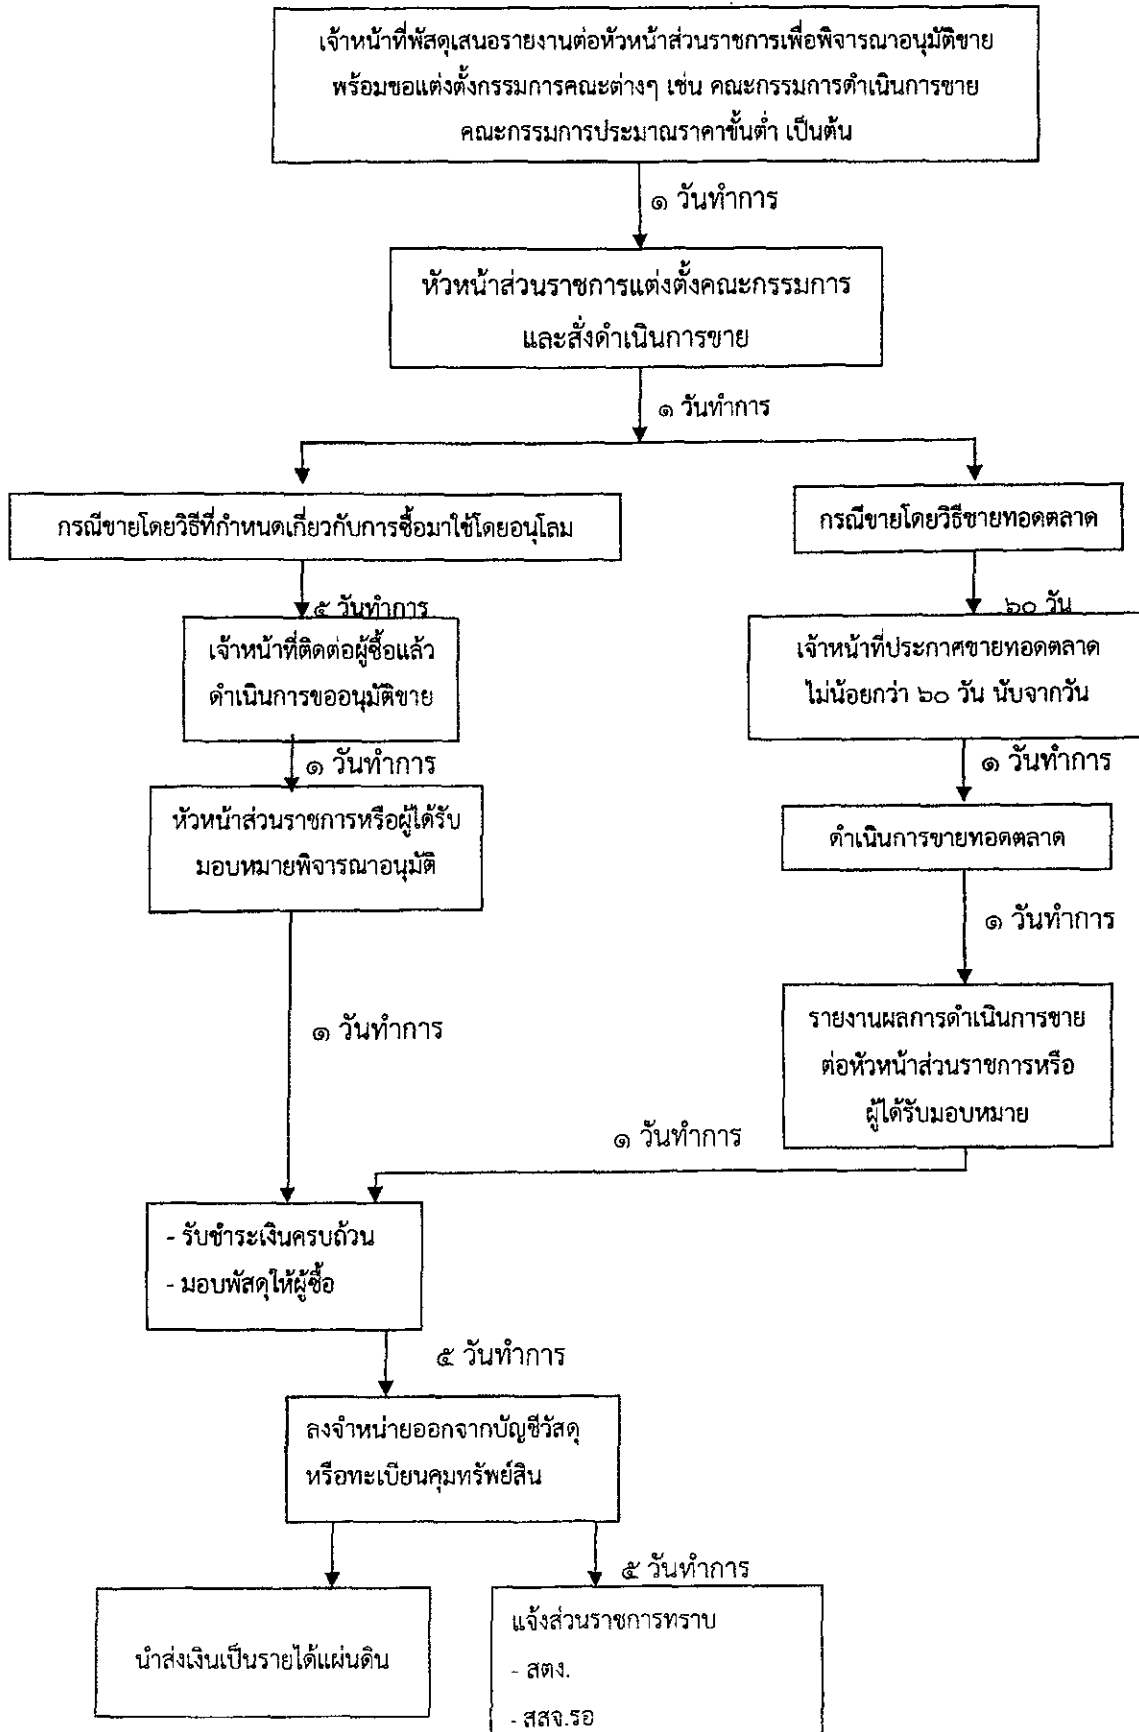 เจ้าหน้าที่พัสดุเสนอรายงานต่อหัวหน้าส่วนราชการเพื่อพิจารณาอนุมัติขาย
พร้อมขอแต่งตั้งกรรมการคณะต่างๆ เช่น คณะกรรมการดำเนินการขาย
คณะกรรมการประมาณราคาขั้นต่ำ เป็นต้น
๑ วันทำการ
หัวหน้าส่วนราชการแต่งตั้งคณะกรรมการ
และสั่งดำเนินการขาย
๑ วันทำการ
กรณีขายโดยวิธีที่กำหนดเกี่ยวกับการซื้อมาใช้โดยอนุโลม
๕ วันทำการ
เจ้าหน้าที่ติดต่อผู้ซื้อแล้ว
ดำเนินการขออนุมัติขาย
๑ วันทำการ
หัวหน้าส่วนราชการหรือผู้ได้รับ
มอบหมายพิจารณาอนุมัติ
๑ วันทำการ
กรณีขายโดยวิธีขายทอดตลาด
๖๐ วัน
เจ้าหน้าที่ประกาศขายทอดตลาด
ไม่น้อยกว่า ๖๐ วัน นับจากวัน
๑ วันทำการ
ดำเนินการขายทอดตลาด
๑ วันทำการ
รายงานผลการดำเนินการขาย
ต่อหัวหน้าส่วนราชการหรือ
ผู้ได้รับมอบหมาย
๑ วันทำการ
- รับชำระเงินครบถ้วน
- มอบพัสดุให้ผู้ซื้อ
๕ วันทำการ
ลงจำหน่ายออกจากบัญชีวัสดุ
หรือทะเบียนคุมทรัพย์สิน
นำส่งเงินเป็นรายได้แผ่นดิน
๕ วันทำการ
แจ้งส่วนราชการทราบ
- สตง.
- สสจ.รอ